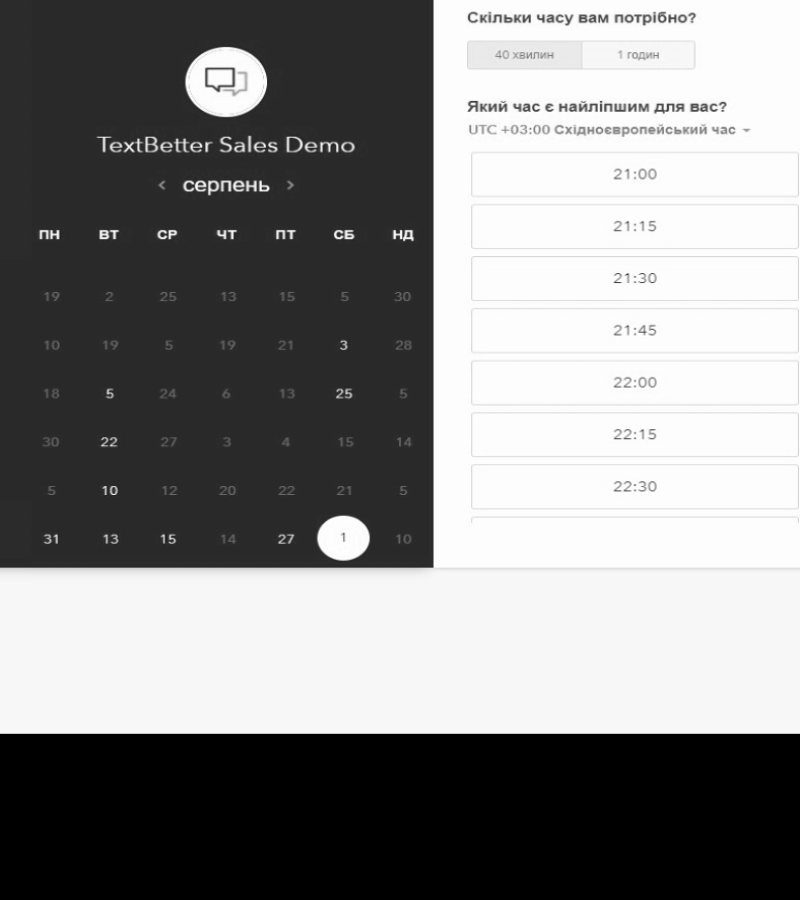 TextBetter Sales Demo
< серпень >
ПН ВТ СР ЧТ ПТ СБ НД
19 2 25 13 15 5 30
10 19 5 19 21 3 28
18 5 24 6 13 25 5
30 22 27 3 4 15 14
5 10 12 20 22 21 5
31 13 15 14 27 1 10
Скільки часу вам потрібно?
40 хвилин 1 годин
Який час є найліпшим для вас?
UTC +03:00 Східноєвропейський час
21:00
21:15
21:30
21:45
22:00
22:15
22:30